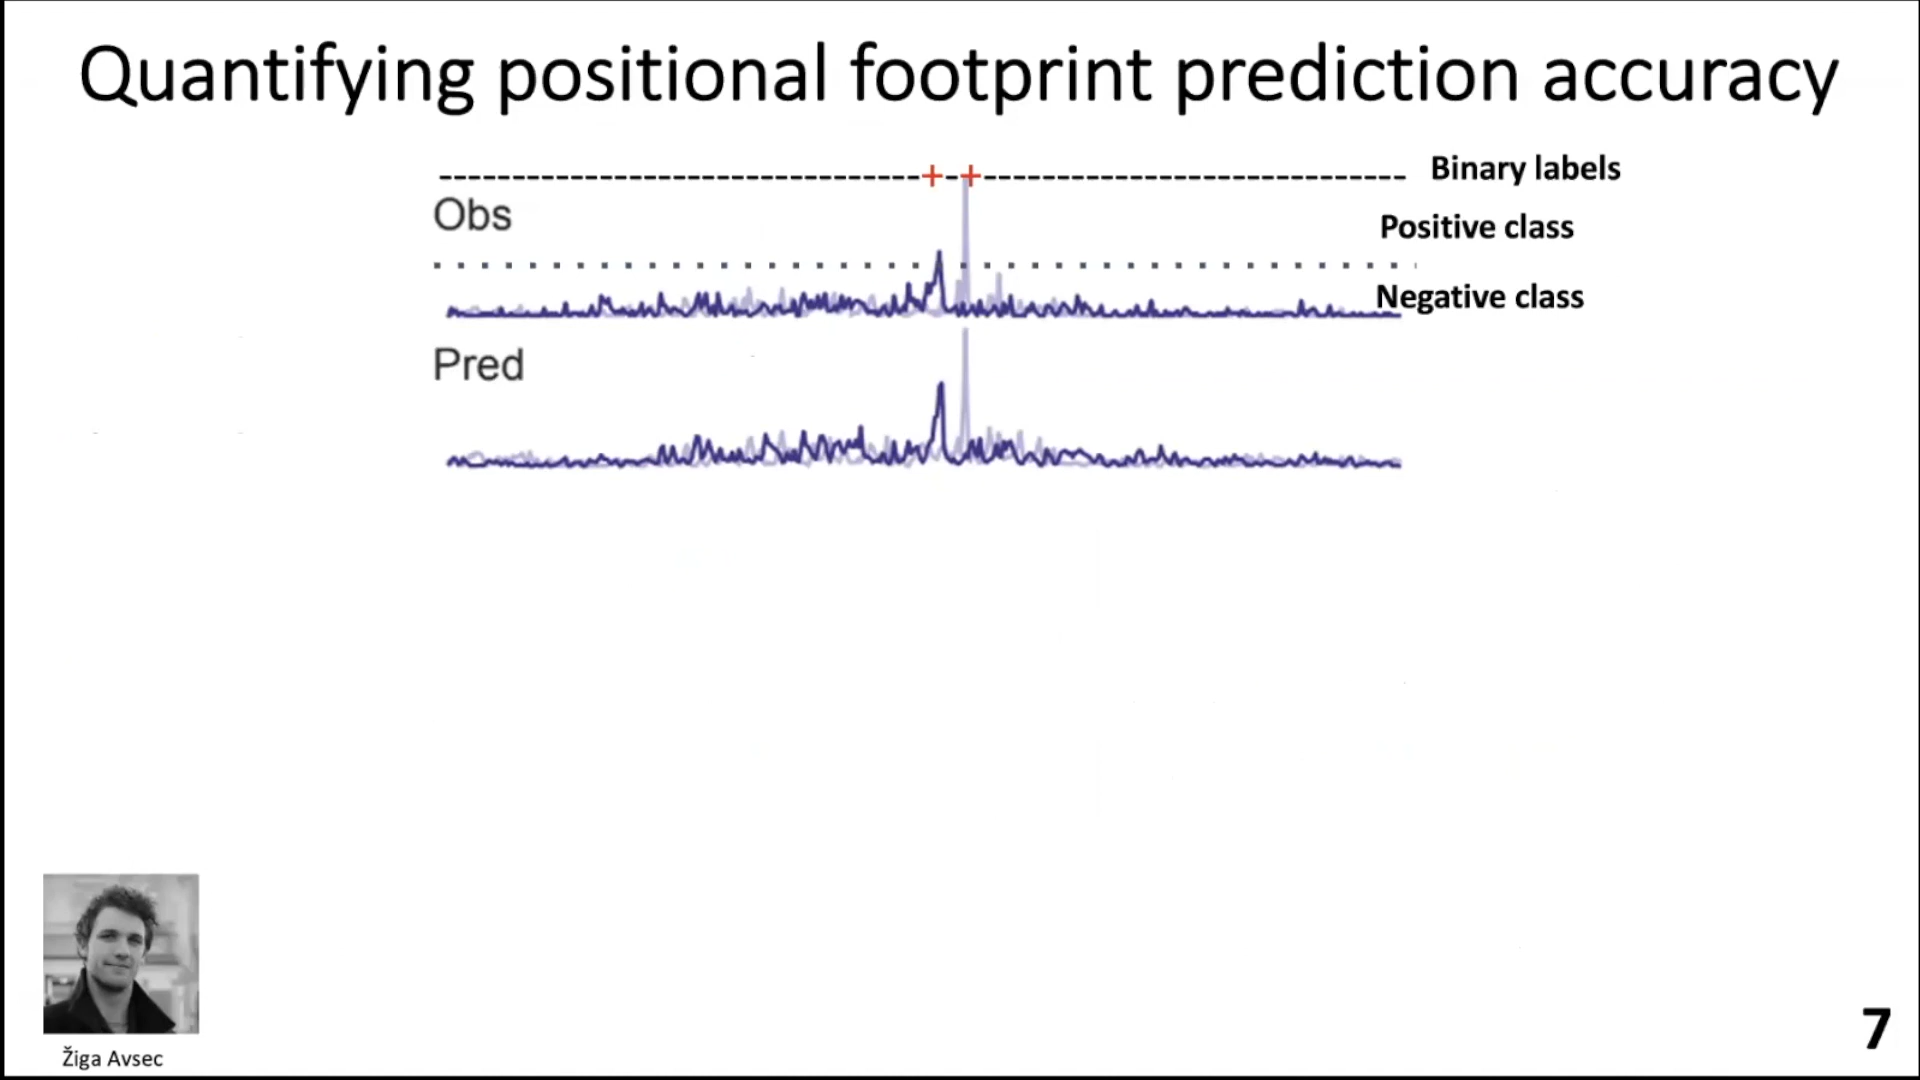 Quantifying positional footprint prediction accuracy
Binary labels
Obs
Positive class
Negative class
Pred
Žiga Avsec
7